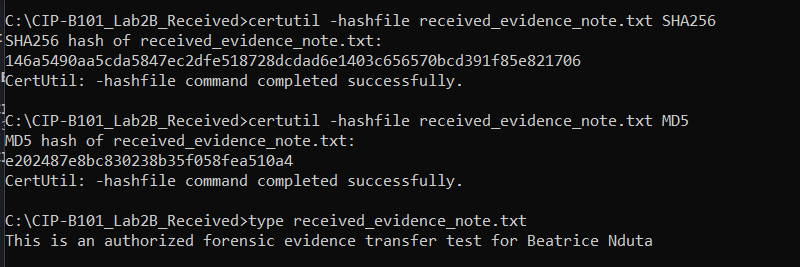 C:\CIP-B101_Lab2B_Received>certutil -hashfile received_evidence_note.txt SHA256
SHA256 hash of received_evidence_note.txt:
146a5490aa5cda5847ec2dfe518728dcdad6e1403c656570bcd391f85e821706
CertUtil: -hashfile command completed successfully.
C:\CIP-B101_Lab2B_Received>certutil -hashfile received_evidence_note.txt MD5
MD5 hash of received_evidence_note.txt:
e202487e8bc830238b35f058fea510a4
CertUtil: -hashfile command completed successfully.
C:\CIP-B101_Lab2B_Received>type received_evidence_note.txt
This is an authorized forensic evidence transfer test for Beatrice Nduta